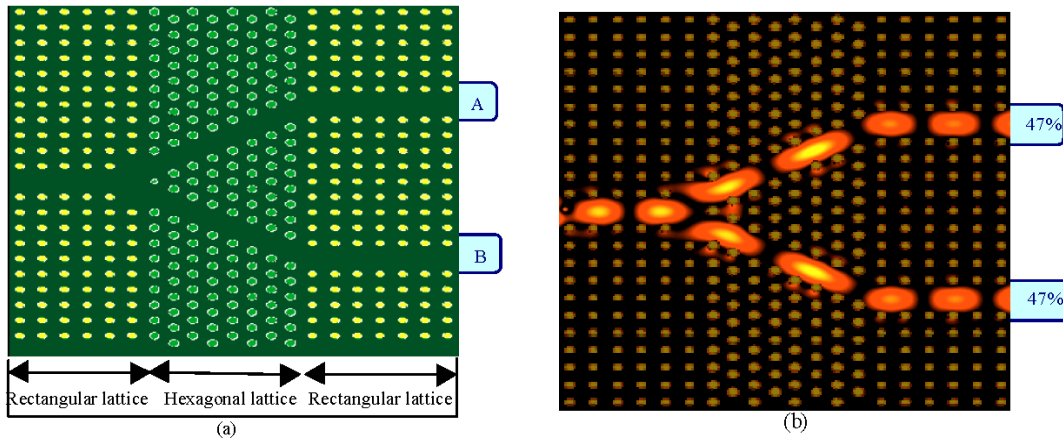 A
B
Rectangular lattice Hexagonal lattice Rectangular lattice
(a)
47%
47%
(b)